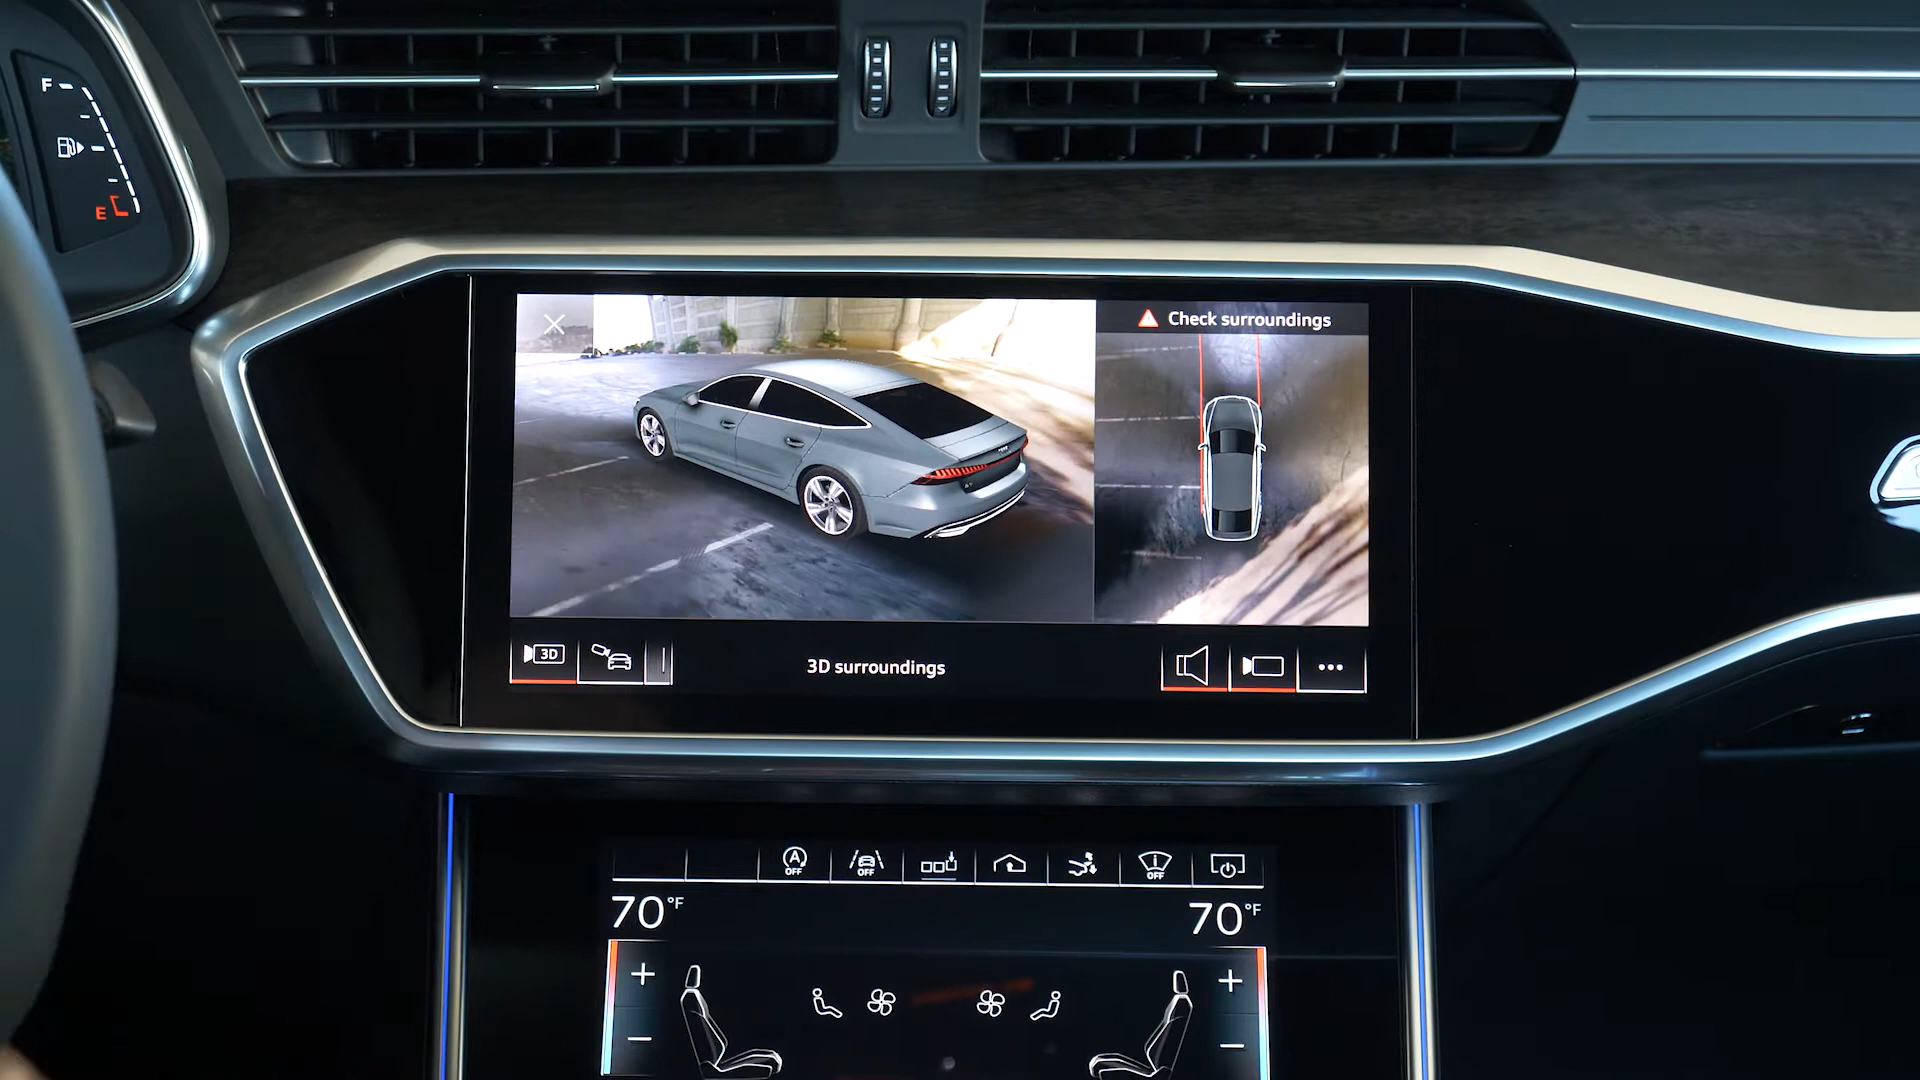 F
E
Check surroundings
3D
3D surroundings
A
OFF
OFF
OFF
70°F
70°F